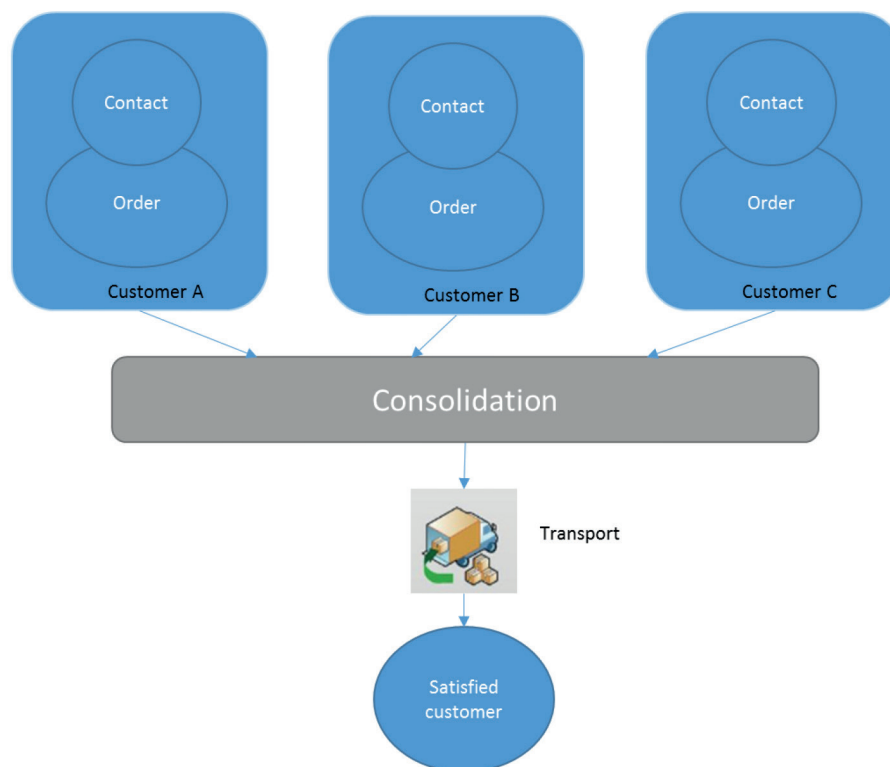 Contact
Order
Customer A
Contact
Order
Customer B
Contact
Order
Customer C
Consolidation
Transport
Satisfied
customer